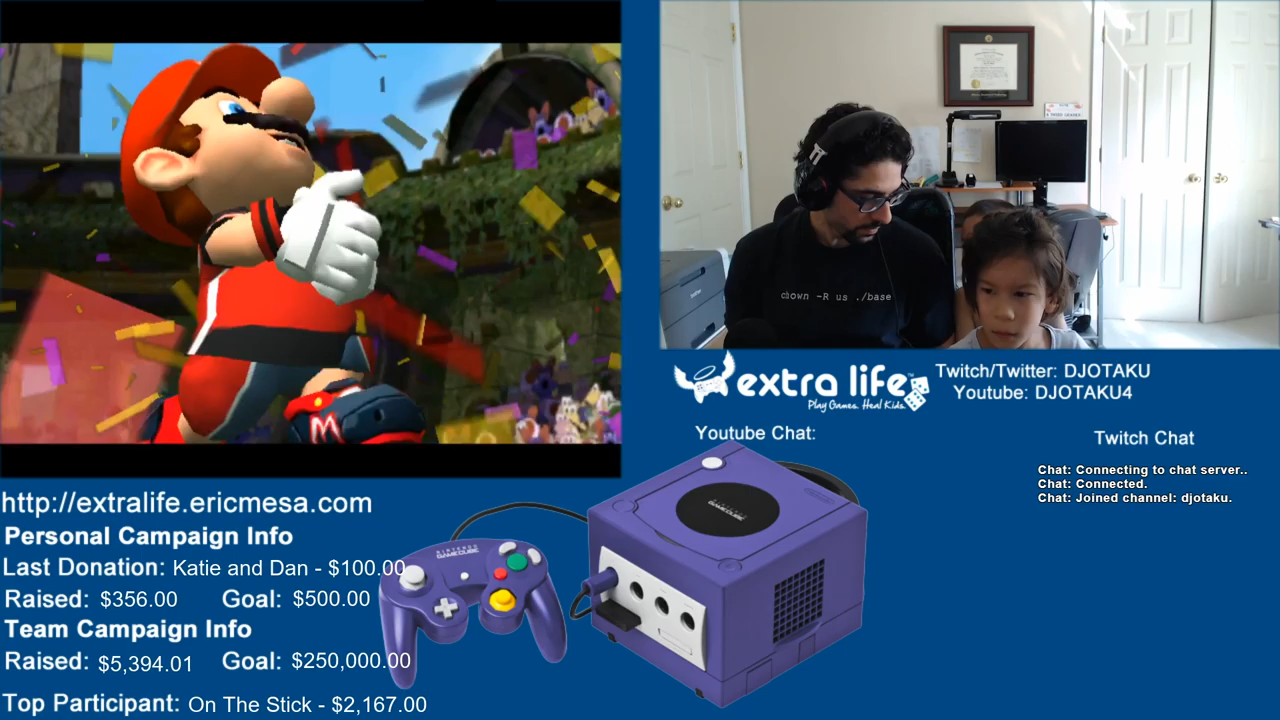 M
chown -R us ./base
extra life
Play Games. Heal Kids.
Twitch/Twitter: DJOTAKU
Youtube: DJOTAKU4
Youtube Chat:
Twitch Chat
Chat: Connecting to chat server..
Chat: Connected.
Chat: Joined channel: djotaku.
http://extralife.ericmesa.com
Personal Campaign Info
Last Donation: Katie and Dan - $100.00
Raised: $356.00 Goal: $500.00
Team Campaign Info
Raised: $5,394.01 Goal: $250,000.00
Top Participant: On The Stick - $2,167.00
NINTENDO
GAMECUBE
GAMECUBE